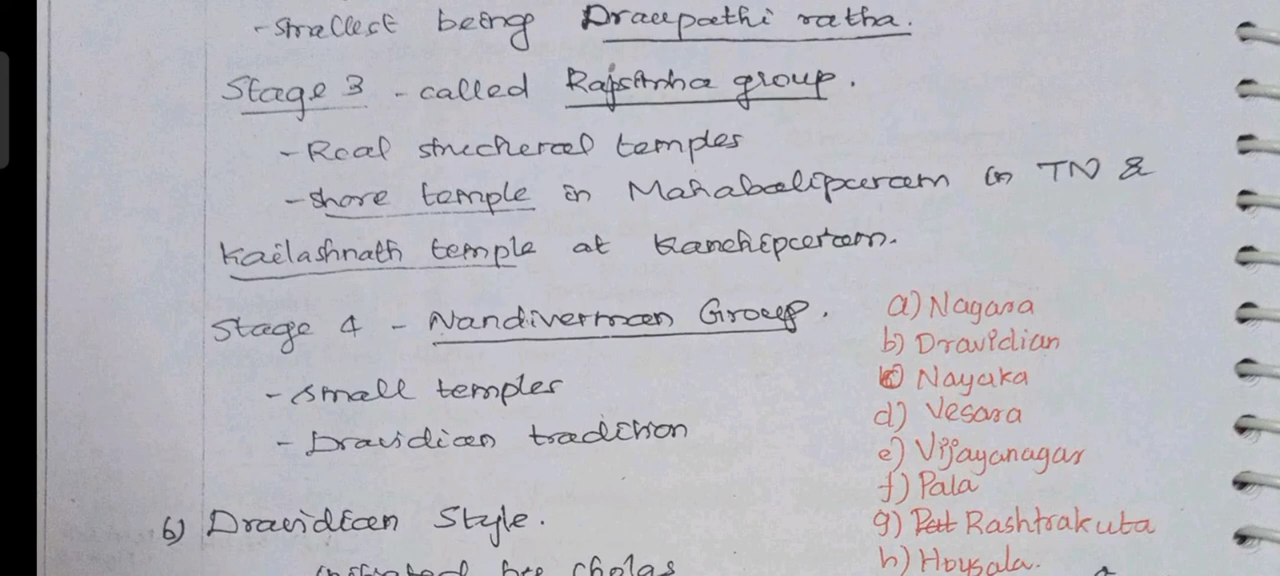 - smallest being Draupathi ratha.
Stage 3 - called Rajsimha group.
- Real structural temples
- shore temple in Mahabalipuram in TN &
Kailashnath temple at Kanchipuram.
Stage 4 - Nandiverman Group.
- small temples
- Dravidian tradition
6) Dravidian Style.
cholas
a) Nagara
b) Dravidian
c) Nayaka
d) Vesara
e) Vijayanagar
f) Pala
g) Rashtrakuta
h) Hoysala.